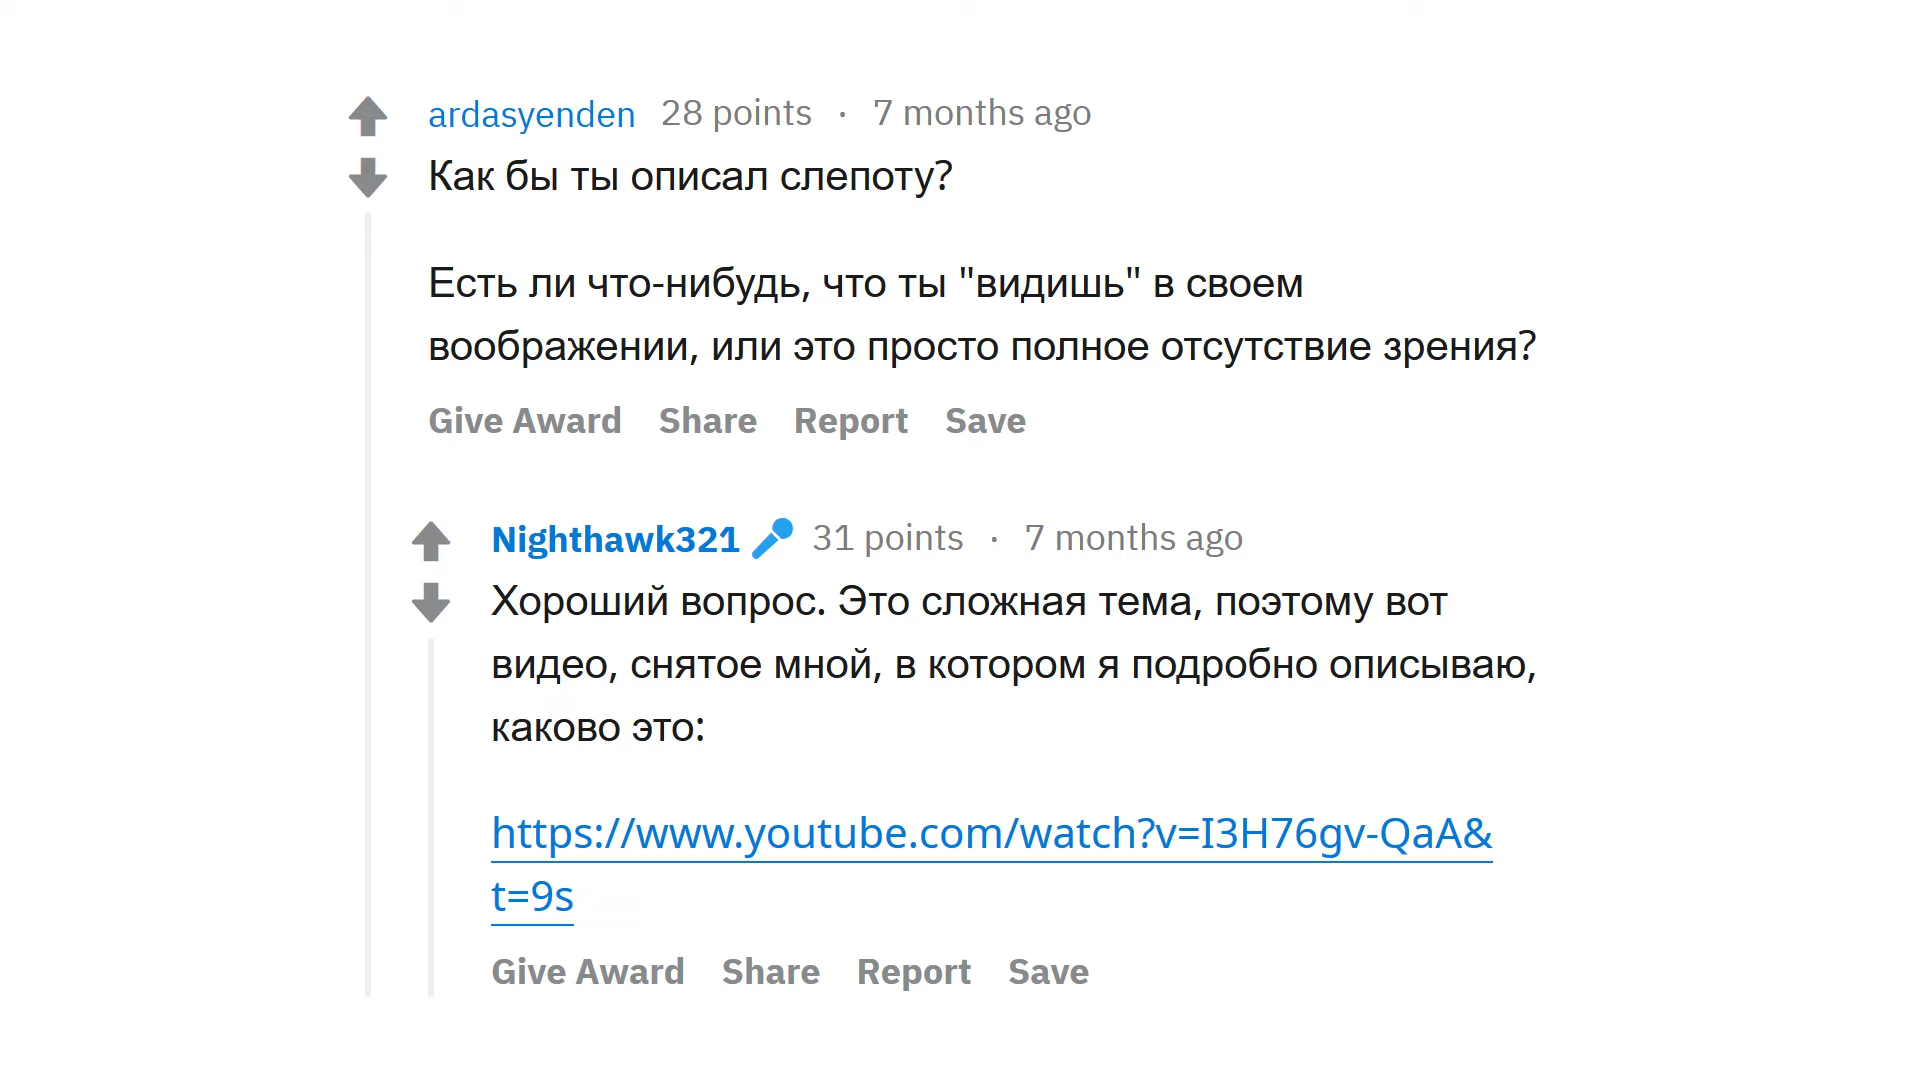 ardasyenden 28 points · 7 months ago
Как бы ты описал слепоту?
Есть ли что-нибудь, что ты "видишь" в своем
воображении, или это просто полное отсутствие зрения?
Give Award Share Report Save
Nighthawk321 31 points · 7 months ago
Хороший вопрос. Это сложная тема, поэтому вот
видео, снятое мной, в котором я подробно описываю,
каково это:
https://www.youtube.com/watch?v=I3H76gv-QaA&
t=9s
Give Award Share Report Save